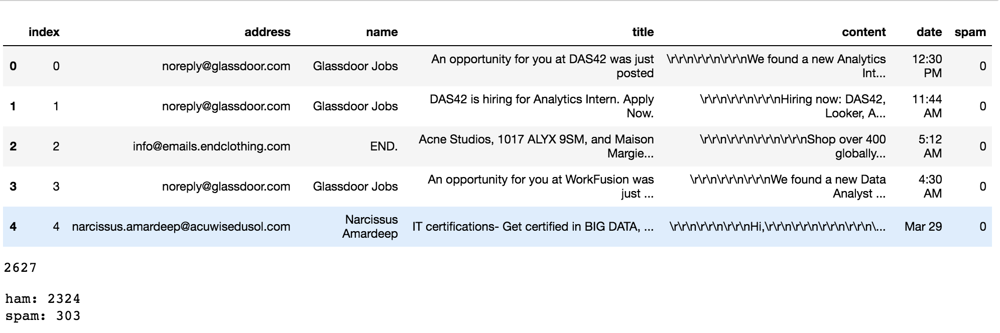 index address name title content date spam
0 0 noreply@glassdoor.com Glassdoor Jobs An opportunity for you at DAS42 was just posted \r\r\n\r\r\n\r\r\nWe found a new Analytics Int... 12:30 PM 0
1 1 noreply@glassdoor.com Glassdoor Jobs DAS42 is hiring for Analytics Intern. Apply Now. \r\r\n\r\r\n\r\r\nHiring now: DAS42, Looker, A... 11:44 AM 0
2 2 info@emails.endclothing.com END. Acne Studios, 1017 ALYX 9SM, and Maison Margie... \r\r\n\r\r\n\r\r\n\r\r\nShop over 400 globally... 5:12 AM 0
3 3 noreply@glassdoor.com Glassdoor Jobs An opportunity for you at WorkFusion was just ... \r\r\n\r\r\n\r\r\nWe found a new Data Analyst ... 4:30 AM 0
4 4 narcissus.amardeep@acuwisedusol.com Narcissus Amardeep IT certifications- Get certified in BIG DATA, ... \r\r\n\r\r\n\r\r\nHi,\r\r\n\r\r\n\r\r\n\r\r\n\... Mar 29 0
2627
ham: 2324
spam: 303